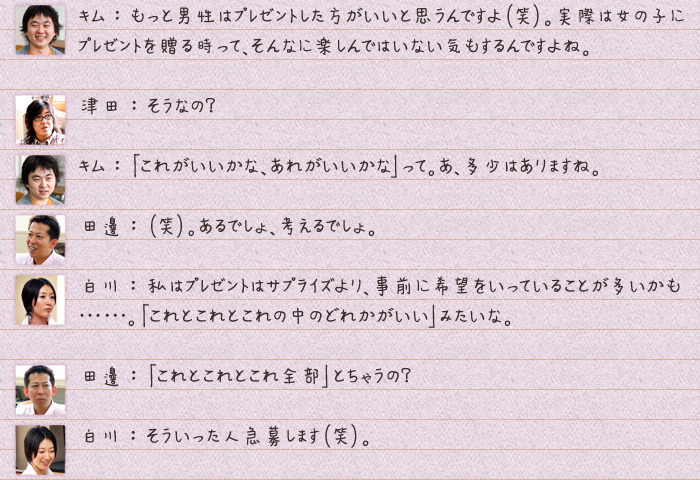 キム：もっと男性はプレゼントした方がいいと思うんですよ(笑)。実際は女の子に
プレゼントを贈る時って、そんなに楽しんではいない気もするんですよね。
津田：そうなの？
キム：「これがいいかな、あれがいいかな」って。あ、多少はありますね。
田邊：(笑)。あるでしょ、考えるでしょ。
白川：私はプレゼントはサプライズより、事前に希望をいっていることが多いかも
……。「これとこれとこれの中のどれかがいい」みたいな。
田邊：「これとこれとこれ全部」とちゃうの？
白川：そういった人急募します(笑)。